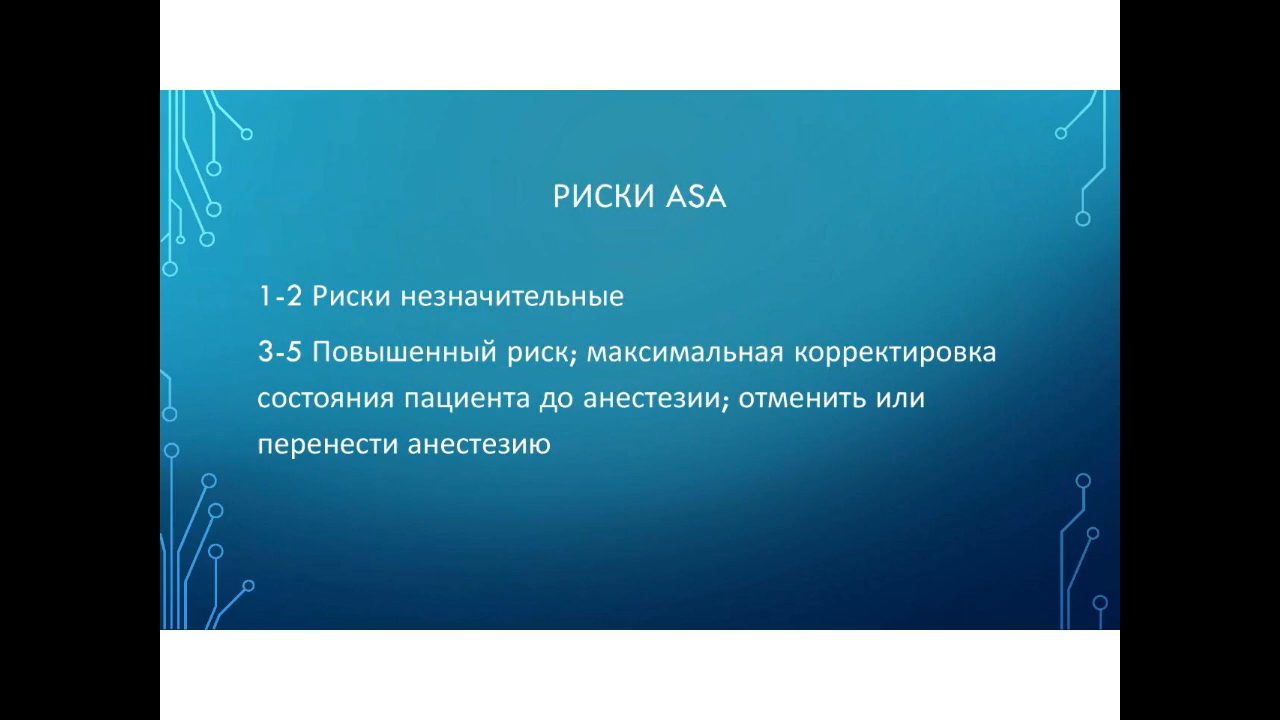 РИСКИ ASA
1-2 Риски незначительные
3-5 Повышенный риск; максимальная корректировка
состояния пациента до анестезии; отменить или
перенести анестезию